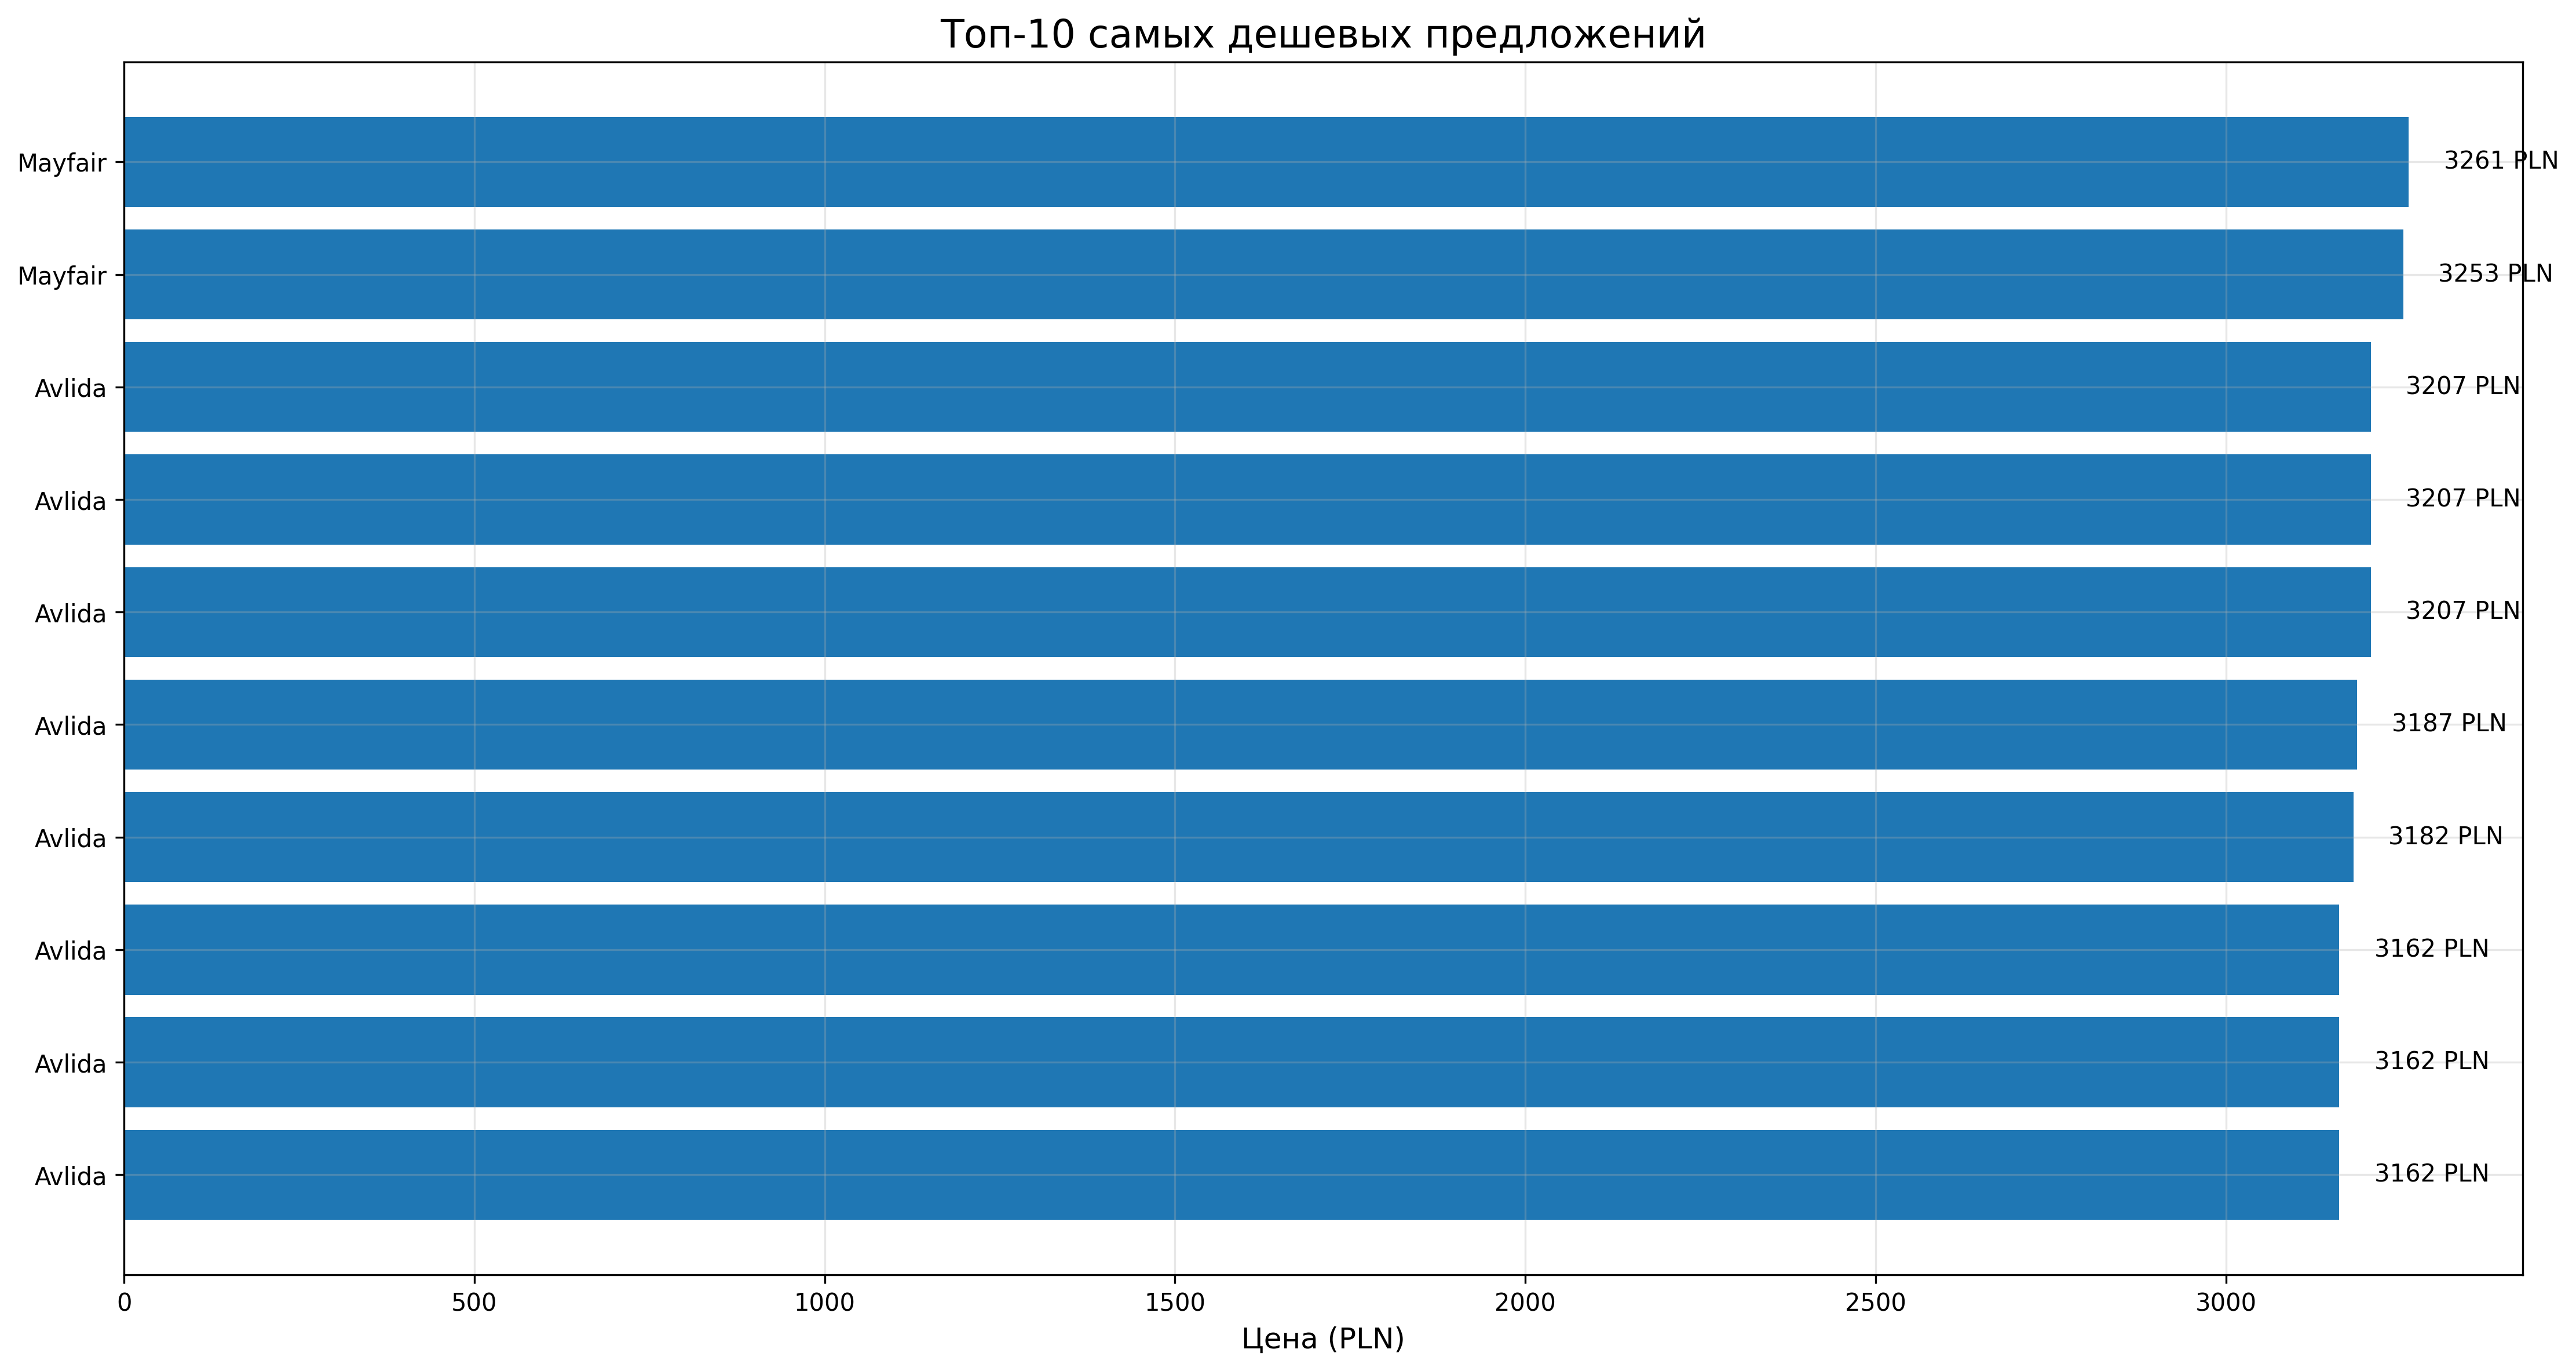 Топ-10 самых дешевых предложений
Mayfair 3261 PLN
Mayfair 3253 PLN
Avlida 3207 PLN
Avlida 3207 PLN
Avlida 3207 PLN
Avlida 3187 PLN
Avlida 3182 PLN
Avlida 3162 PLN
Avlida 3162 PLN
Avlida 3162 PLN
0 500 1000 1500 2000 2500 3000
Цена (PLN)